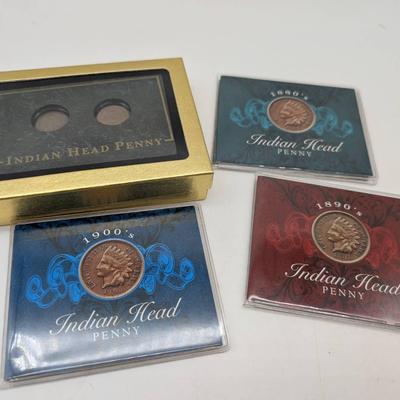 INDIAN HEAD PENNY
1880's
Indian Head
PENNY
1890's
Indian Head
PENNY
1900's
Indian Head
PENNY